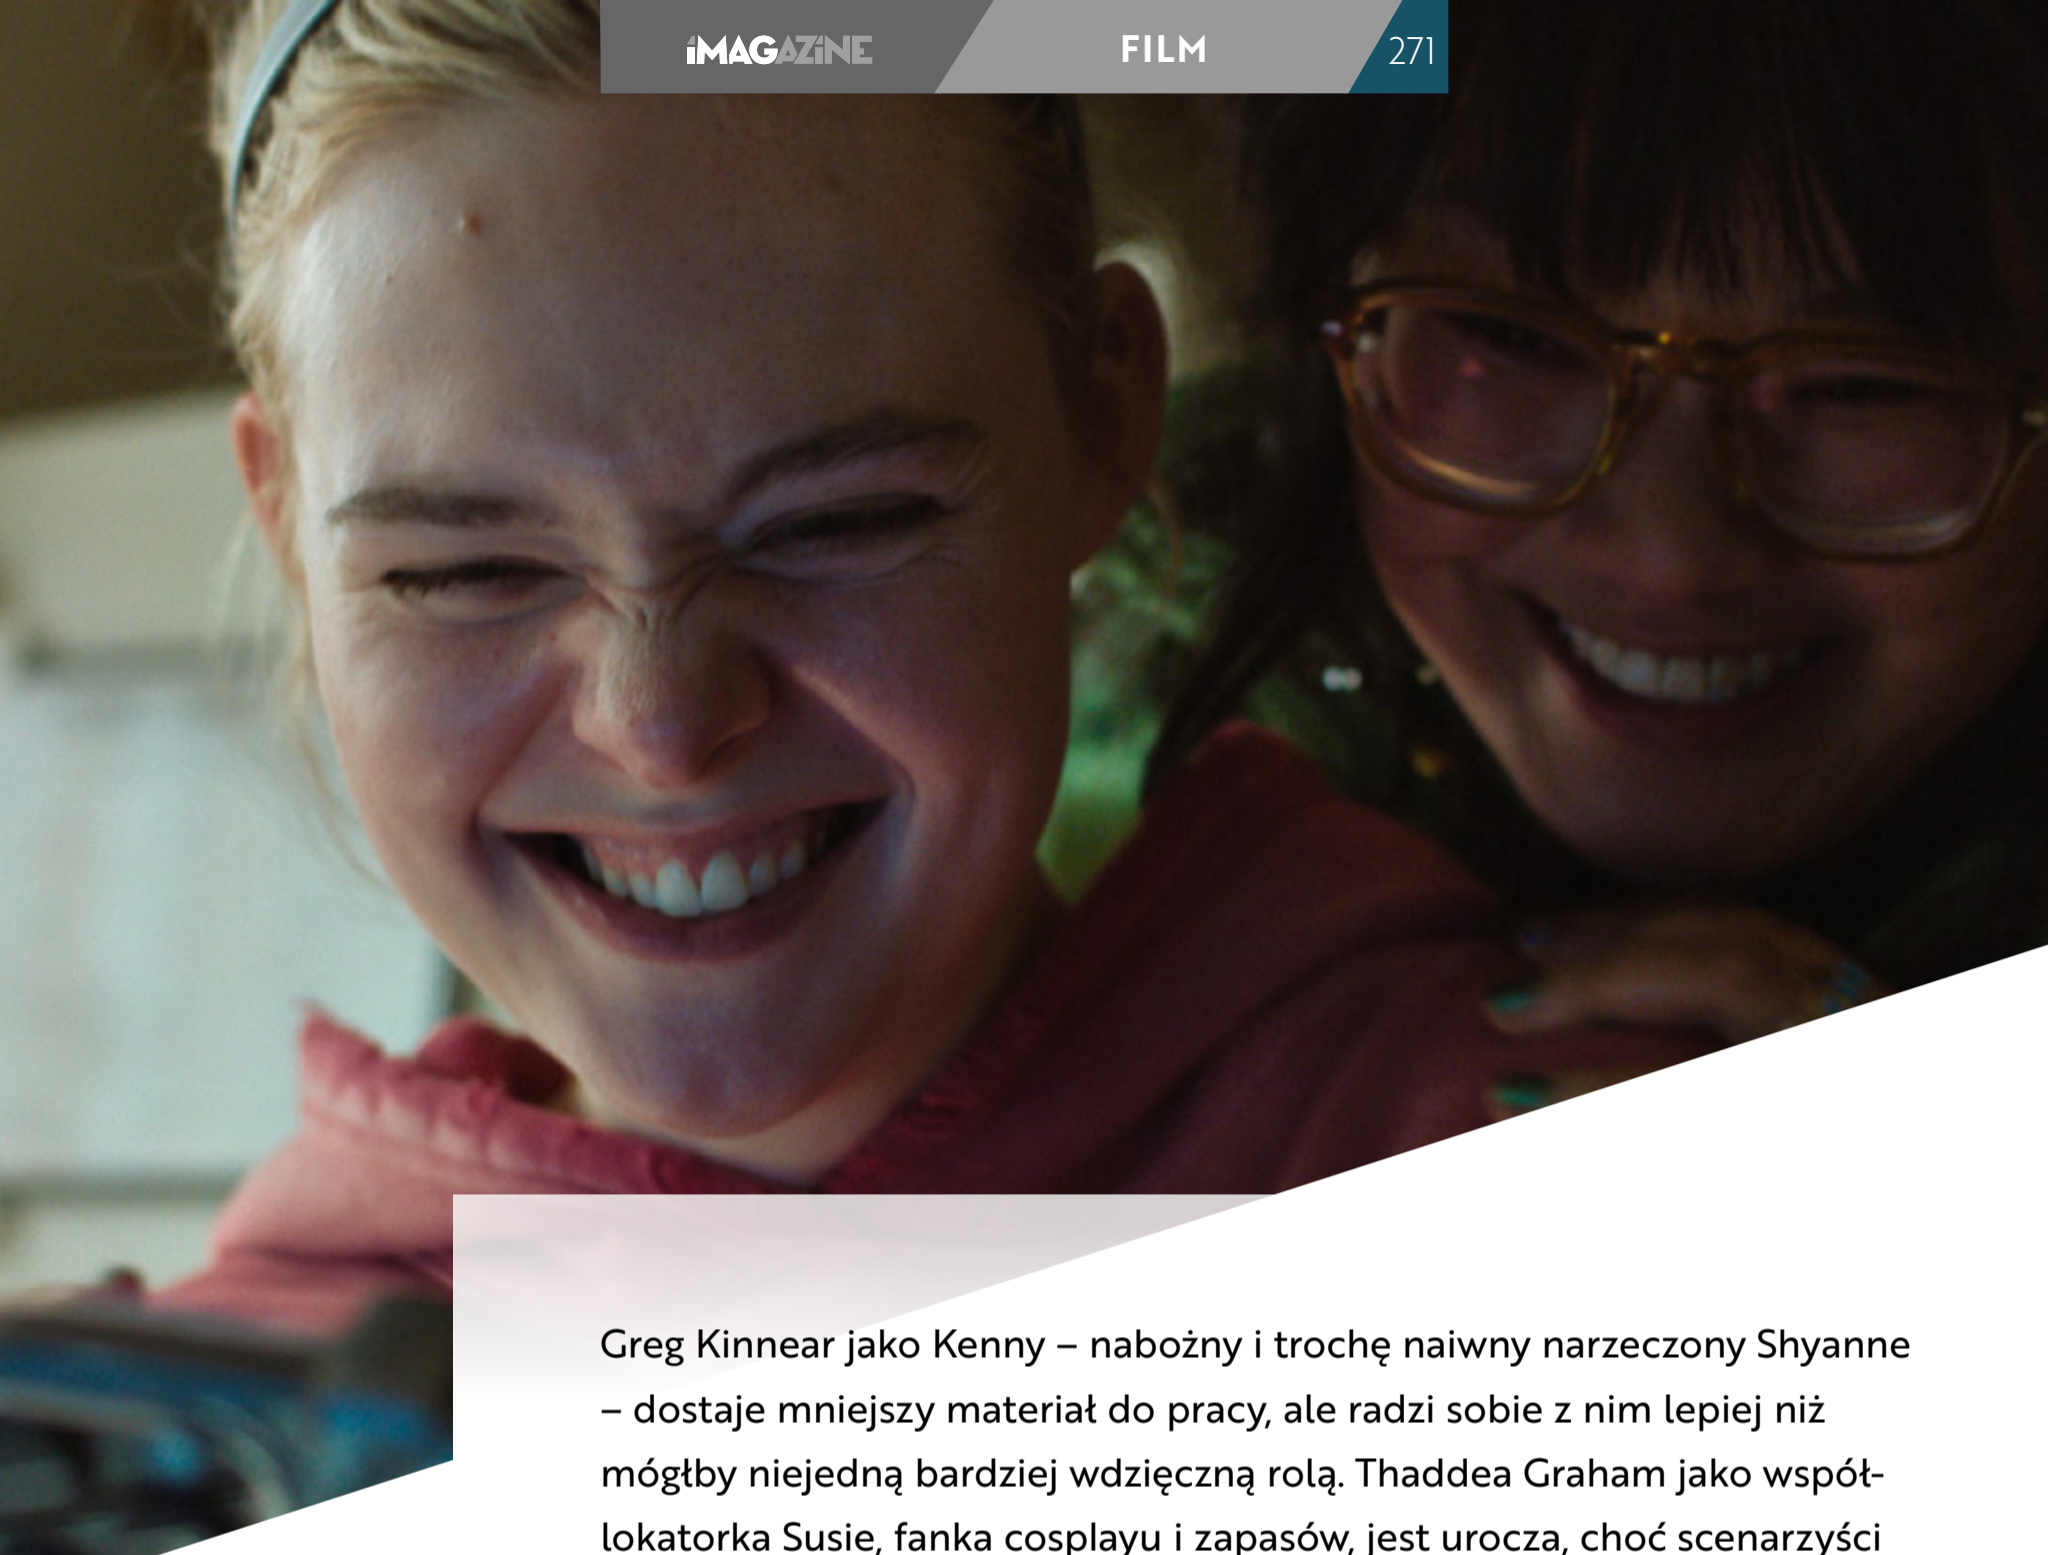 iMAGAZINE
FILM
271
Greg Kinnear jako Kenny – nabożny i trochę naiwny narzeczony Shyanne
– dostaje mniejszy materiał do pracy, ale radzi sobie z nim lepiej niż
mógłby niejedną bardziej wdzięczną rolą. Thaddea Graham jako współ-
lokatorka Susie, fanka cosplayu i zapasów, jest urocza, choć scenarzyści